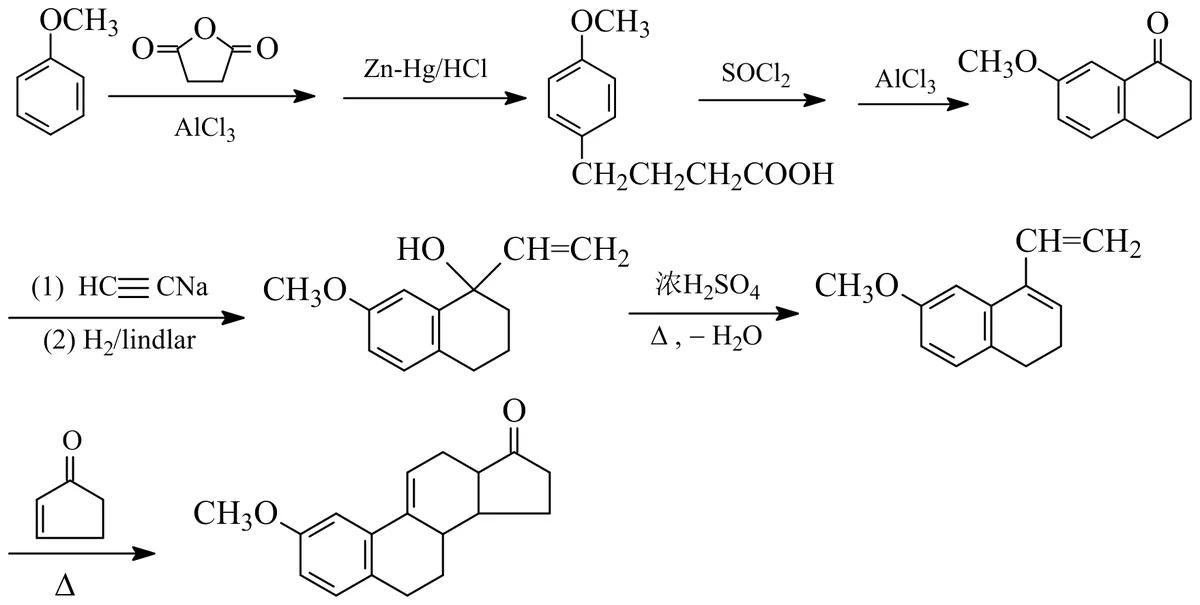 OCH3
O O O
AlCl3
Zn-Hg/HCl
OCH3
CH2CH2CH2COOH
SOCl2
AlCl3
O
CH3O
(1) HC≡CNa
(2) H2/lindlar
HO CH=CH2
CH3O
浓H2SO4
Δ , − H2O
CH=CH2
CH3O
O
Δ
O
CH3O